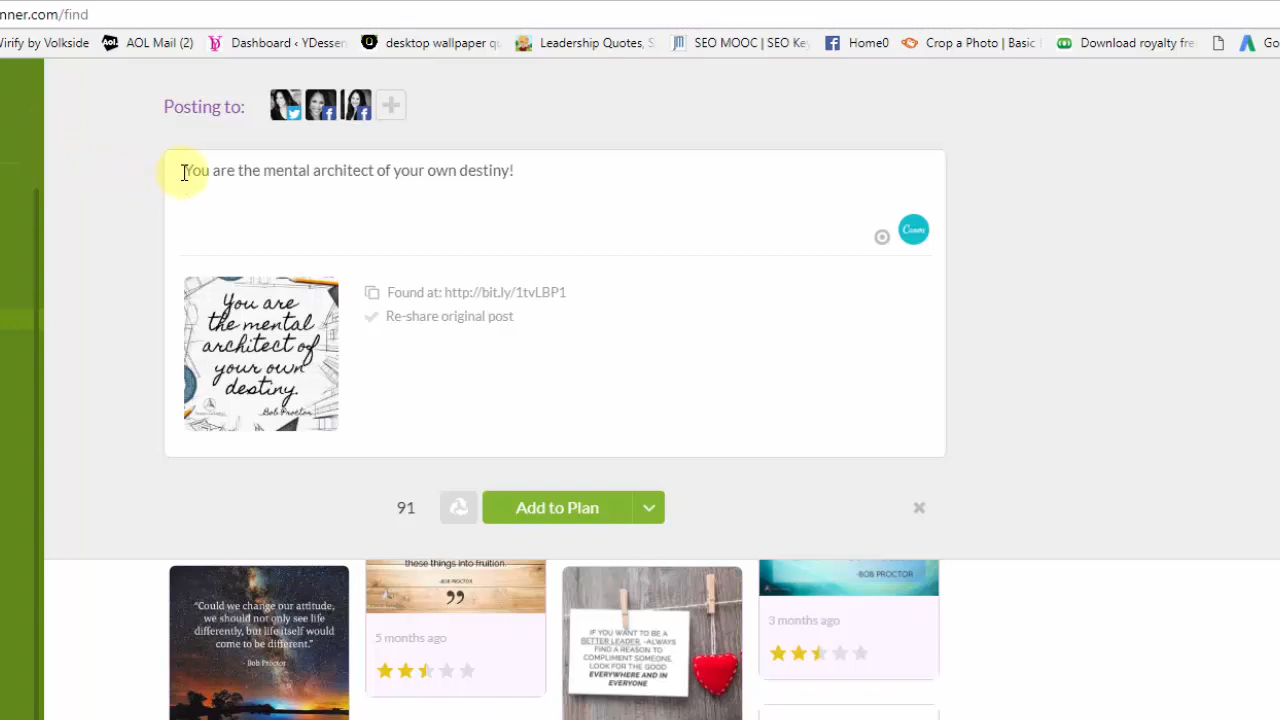 nner.com/find
Virify by Volkside
AOL Mail (2)
Dashboard ‹ YDessen
desktop wallpaper qu
Leadership Quotes, S
SEO MOOC | SEO Key
Home0
Crop a Photo | Basic
Download royalty fre
Go
Posting to:
You are the mental architect of your own destiny!
Canva
You are
the mental
architect of
your own
destiny.
Bob Proctor
Found at: http://bit.ly/1tvLBP1
Re-share original post
91
Add to Plan
"Could we change our attitude,
we should not only see life
differently, but life itself would
come to be different."
- Bob Proctor
these things into fruition.
-BOB PROCTOR
5 months ago
IF YOU WANT TO BE A
BETTER LEADER, -ALWAYS
FIND A REASON TO
COMPLIMENT SOMEONE,
LOOK FOR THE GOOD
EVERYWHERE AND IN
EVERYONE
-BOB PROCTOR
3 months ago